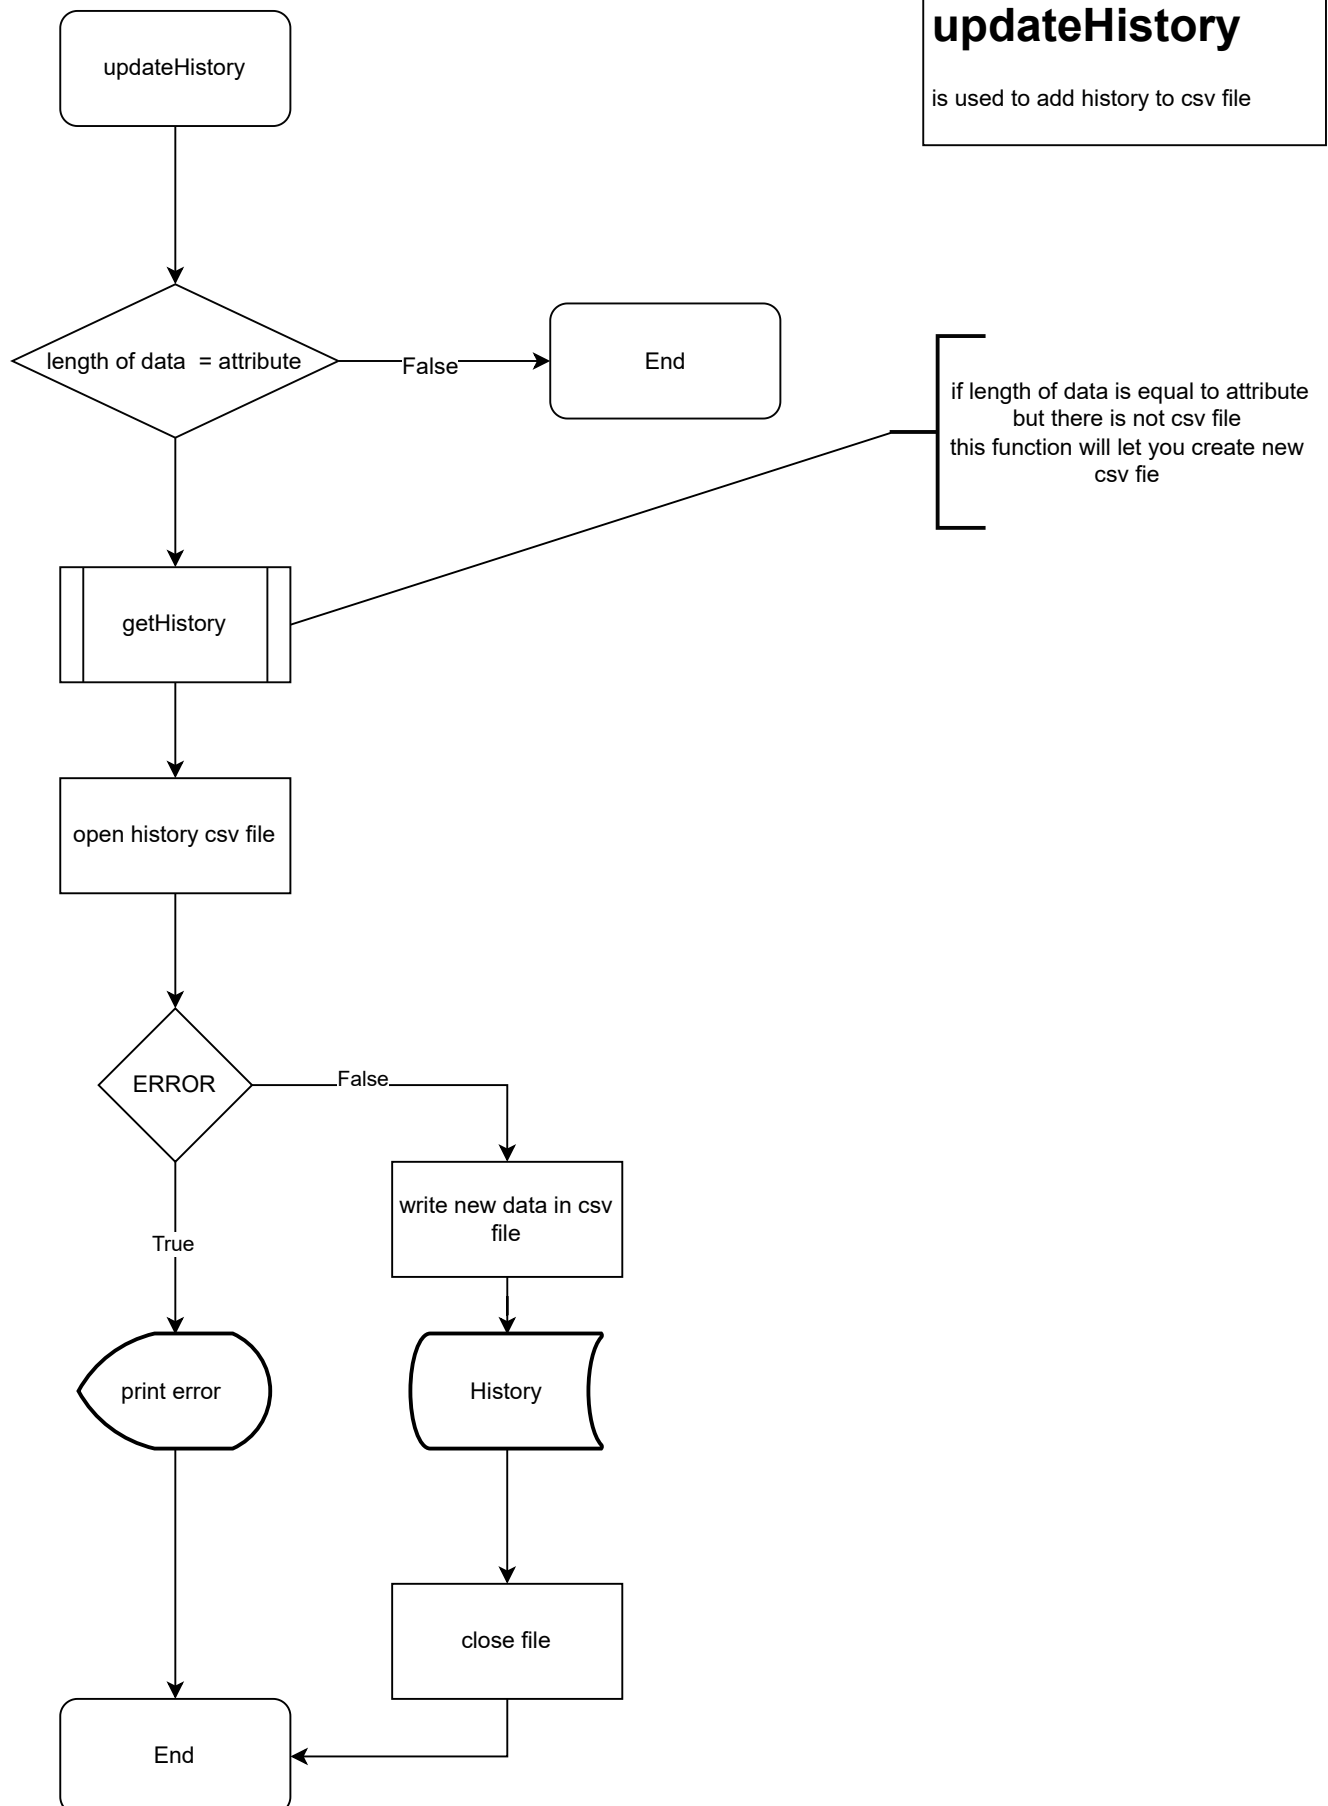 updateHistory
is used to add history to csv file
updateHistory
length of data  = attribute
False
End
if length of data is equal to attribute
but there is not csv file
this function will let you create new
csv fie
getHistory
open history csv file
ERROR
False
write new data in csv
file
True
print error
History
close file
End